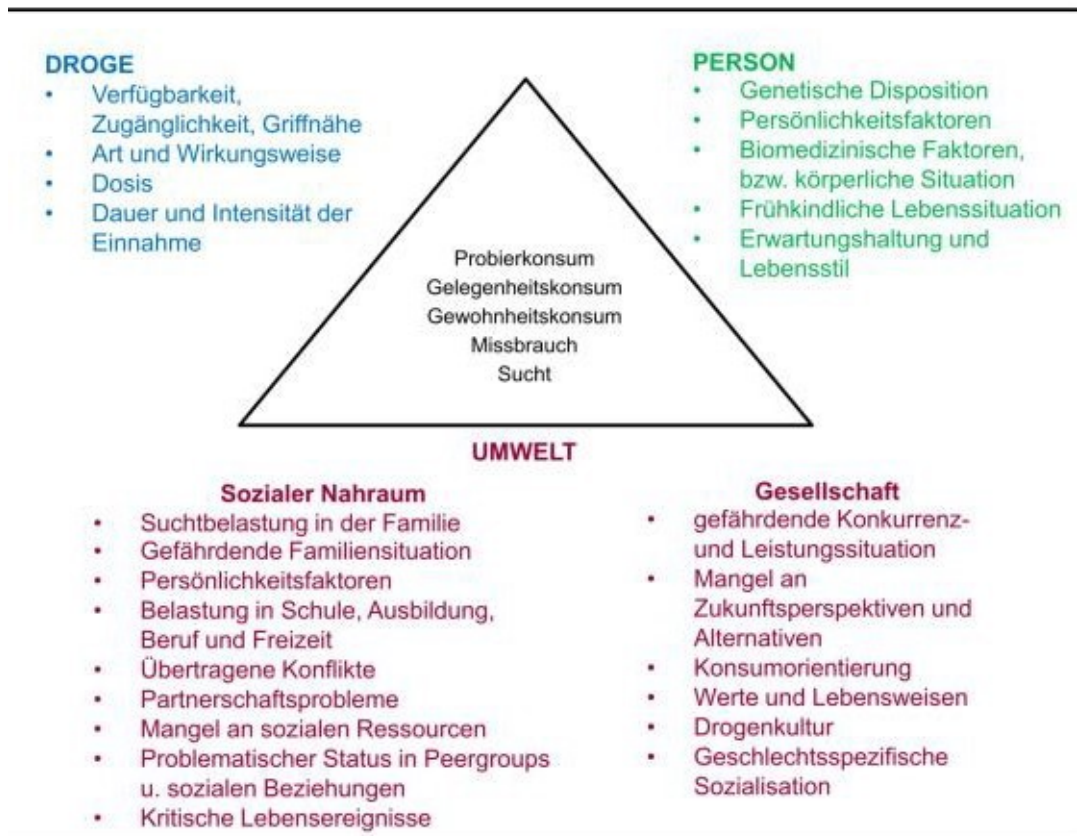 DROGE
• Verfügbarkeit,
Zugänglichkeit, Griffnähe
• Art und Wirkungsweise
• Dosis
• Dauer und Intensität der
Einnahme
PERSON
• Genetische Disposition
• Persönlichkeitsfaktoren
• Biomedizinische Faktoren,
bzw. körperliche Situation
• Frühkindliche Lebenssituation
• Erwartungshaltung und
Lebensstil
Probierkonsum
Gelegenheitskonsum
Gewohnheitskonsum
Missbrauch
Sucht
UMWELT
Sozialer Nahraum
• Suchtbelastung in der Familie
• Gefährdende Familiensituation
• Persönlichkeitsfaktoren
• Belastung in Schule, Ausbildung,
Beruf und Freizeit
• Übertragene Konflikte
• Partnerschaftsprobleme
• Mangel an sozialen Ressourcen
• Problematischer Status in Peergroups
u. sozialen Beziehungen
• Kritische Lebensereignisse
Gesellschaft
• gefährdende Konkurrenz-
und Leistungssituation
• Mangel an
Zukunftsperspektiven und
Alternativen
• Konsumorientierung
• Werte und Lebensweisen
• Drogenkultur
• Geschlechtsspezifische
Sozialisation